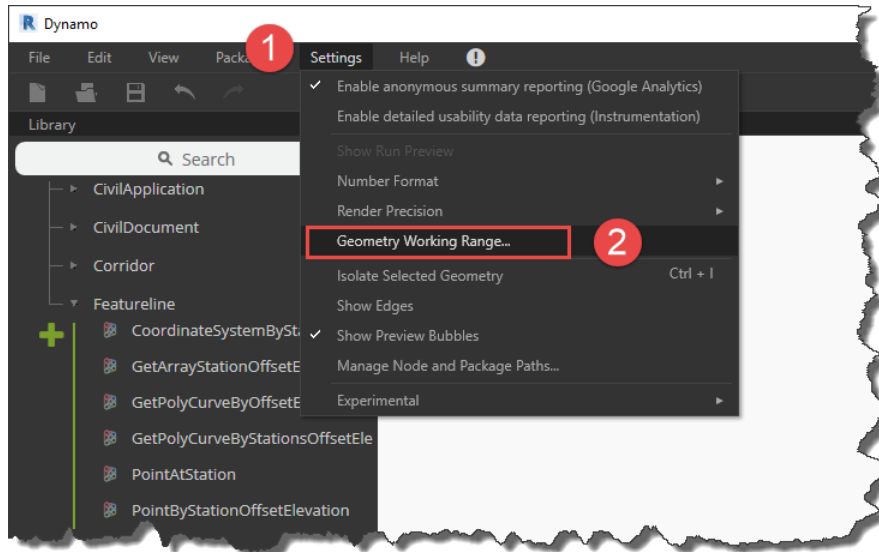 R Dynamo
File Edit View Packa 1 Settings Help !
Enable anonymous summary reporting (Google Analytics)
Enable detailed usability data reporting (Instrumentation)
Library
Show Run Preview
Search
Number Format
CivilApplication
Render Precision
CivilDocument
Geometry Working Range... 2
Corridor
Isolate Selected Geometry Ctrl + I
Featureline
Show Edges
CoordinateSystemBySta
Show Preview Bubbles
GetArrayStationOffsetE
Manage Node and Package Paths...
GetPolyCurveByOffsetE
Experimental
GetPolyCurveByStationsOffsetEle
PointAtStation
PointByStationOffsetElevation